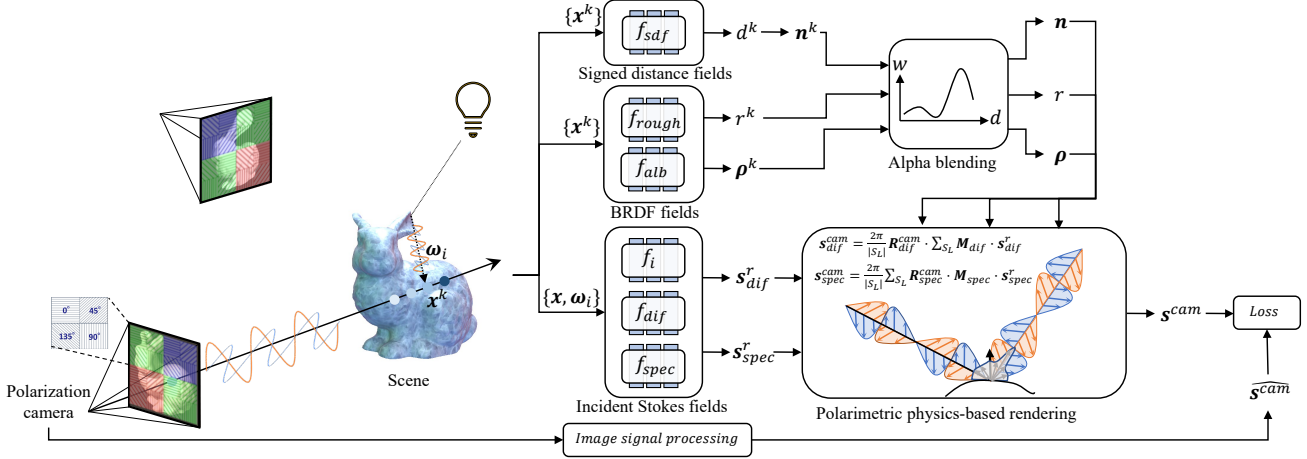 0° 45°
135° 90°
Polarization
camera
ω_i
x^k
Scene
{x^k}
f_sdf
d^k
n^k
Signed distance fields
{x^k}
f_rough
r^k
f_alb
ρ^k
BRDF fields
{x, ω_i}
f_i
f_dif
s^r_dif
f_spec
s^r_spec
Incident Stokes fields
w
d
Alpha blending
n
r
ρ
s^cam_dif = 2π/|S_L| R^cam_dif · ∑_{S_L} M_dif · s^r_dif
s^cam_spec = 2π/|S_L| ∑_{S_L} R^cam_spec · M_spec · s^r_spec
Polarimetric physics-based rendering
s^cam
Loss
\widehat{s^cam}
Image signal processing